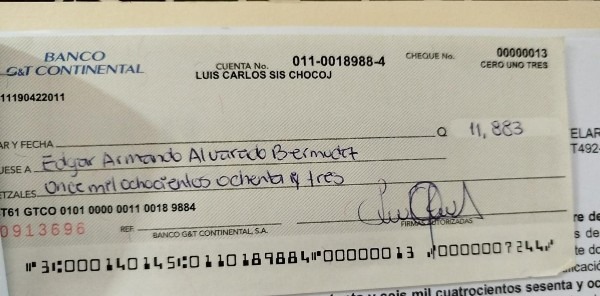 BANCO
G&T CONTINENTAL
CUENTA No. 011-0018988-4
LUIS CARLOS SIS CHOCOJ
CHEQUE No. 00000013
CERO UNO TRES
11190422011
AR Y FECHA
Q 11,883
UESE A Edgar Armando Alvarado Bermudez
ETZALES Once mil ochocientos ochenta y tres
T61 GTCO 0101 0000 0011 0018 9884
0913696
REF.
BANCO G&T CONTINENTAL, S.A.
FIRMAS AUTORIZADAS
3 000140145 0110189884 00000013 0000007244
ELAR
T492-
re de
s de
te do
icació
seis mil cuatrocientos sesenta y oc